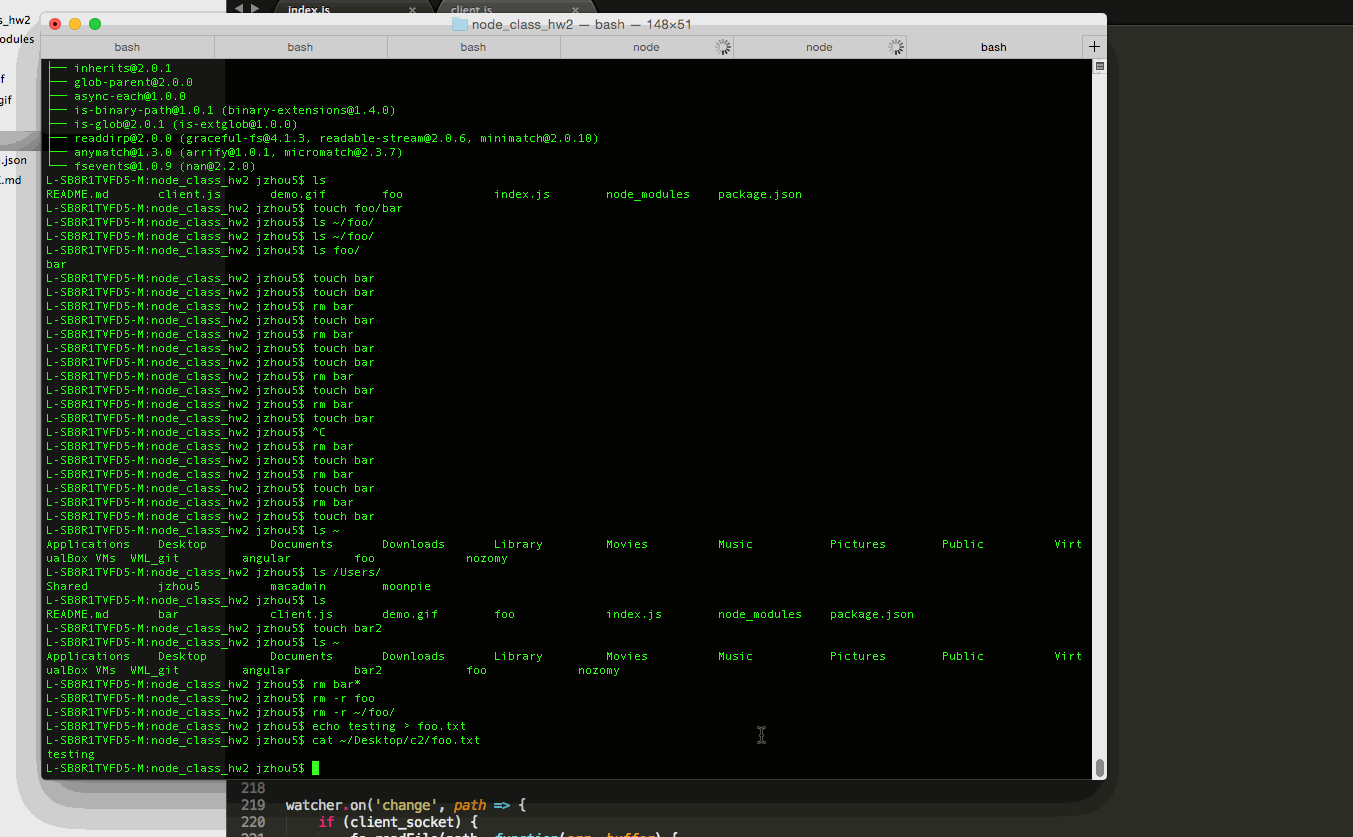 index.js × client.js ×
s_hw2
odules
f
gif
.json
.md
node_class_hw2 — bash — 148×51
bash bash bash node node bash +
├── inherits@2.0.1
├── glob-parent@2.0.0
├── async-each@1.0.0
├── is-binary-path@1.0.1 (binary-extensions@1.4.0)
├── is-glob@2.0.1 (is-extglob@1.0.0)
├── readdirp@2.0.0 (graceful-fs@4.1.3, readable-stream@2.0.6, minimatch@2.0.10)
├── anymatch@1.3.0 (arrify@1.0.1, micromatch@2.3.7)
└── fsevents@1.0.9 (nan@2.2.0)
L-SB8R1TVFD5-M:node_class_hw2 jzhou5$ ls
README.md client.js demo.gif foo index.js node_modules package.json
L-SB8R1TVFD5-M:node_class_hw2 jzhou5$ touch foo/bar
L-SB8R1TVFD5-M:node_class_hw2 jzhou5$ ls ~/foo/
L-SB8R1TVFD5-M:node_class_hw2 jzhou5$ ls ~/foo/
L-SB8R1TVFD5-M:node_class_hw2 jzhou5$ ls foo/
bar
L-SB8R1TVFD5-M:node_class_hw2 jzhou5$ touch bar
L-SB8R1TVFD5-M:node_class_hw2 jzhou5$ touch bar
L-SB8R1TVFD5-M:node_class_hw2 jzhou5$ rm bar
L-SB8R1TVFD5-M:node_class_hw2 jzhou5$ touch bar
L-SB8R1TVFD5-M:node_class_hw2 jzhou5$ rm bar
L-SB8R1TVFD5-M:node_class_hw2 jzhou5$ touch bar
L-SB8R1TVFD5-M:node_class_hw2 jzhou5$ touch bar
L-SB8R1TVFD5-M:node_class_hw2 jzhou5$ rm bar
L-SB8R1TVFD5-M:node_class_hw2 jzhou5$ touch bar
L-SB8R1TVFD5-M:node_class_hw2 jzhou5$ rm bar
L-SB8R1TVFD5-M:node_class_hw2 jzhou5$ touch bar
L-SB8R1TVFD5-M:node_class_hw2 jzhou5$ ^C
L-SB8R1TVFD5-M:node_class_hw2 jzhou5$ rm bar
L-SB8R1TVFD5-M:node_class_hw2 jzhou5$ touch bar
L-SB8R1TVFD5-M:node_class_hw2 jzhou5$ rm bar
L-SB8R1TVFD5-M:node_class_hw2 jzhou5$ touch bar
L-SB8R1TVFD5-M:node_class_hw2 jzhou5$ rm bar
L-SB8R1TVFD5-M:node_class_hw2 jzhou5$ touch bar
L-SB8R1TVFD5-M:node_class_hw2 jzhou5$ ls ~
Applications Desktop Documents Downloads Library Movies Music Pictures Public Virt
ualBox VMs WML_git angular foo nozomy
L-SB8R1TVFD5-M:node_class_hw2 jzhou5$ ls /Users/
Shared jzhou5 macadmin moonpie
L-SB8R1TVFD5-M:node_class_hw2 jzhou5$ ls
README.md bar client.js demo.gif foo index.js node_modules package.json
L-SB8R1TVFD5-M:node_class_hw2 jzhou5$ touch bar2
L-SB8R1TVFD5-M:node_class_hw2 jzhou5$ ls ~
Applications Desktop Documents Downloads Library Movies Music Pictures Public Virt
ualBox VMs WML_git angular bar2 foo nozomy
L-SB8R1TVFD5-M:node_class_hw2 jzhou5$ rm bar*
L-SB8R1TVFD5-M:node_class_hw2 jzhou5$ rm -r foo
L-SB8R1TVFD5-M:node_class_hw2 jzhou5$ rm -r ~/foo/
L-SB8R1TVFD5-M:node_class_hw2 jzhou5$ echo testing > foo.txt
L-SB8R1TVFD5-M:node_class_hw2 jzhou5$ cat ~/Desktop/c2/foo.txt
testing
L-SB8R1TVFD5-M:node_class_hw2 jzhou5$
218
219 watcher.on('change', path => {
220 if (client_socket) {